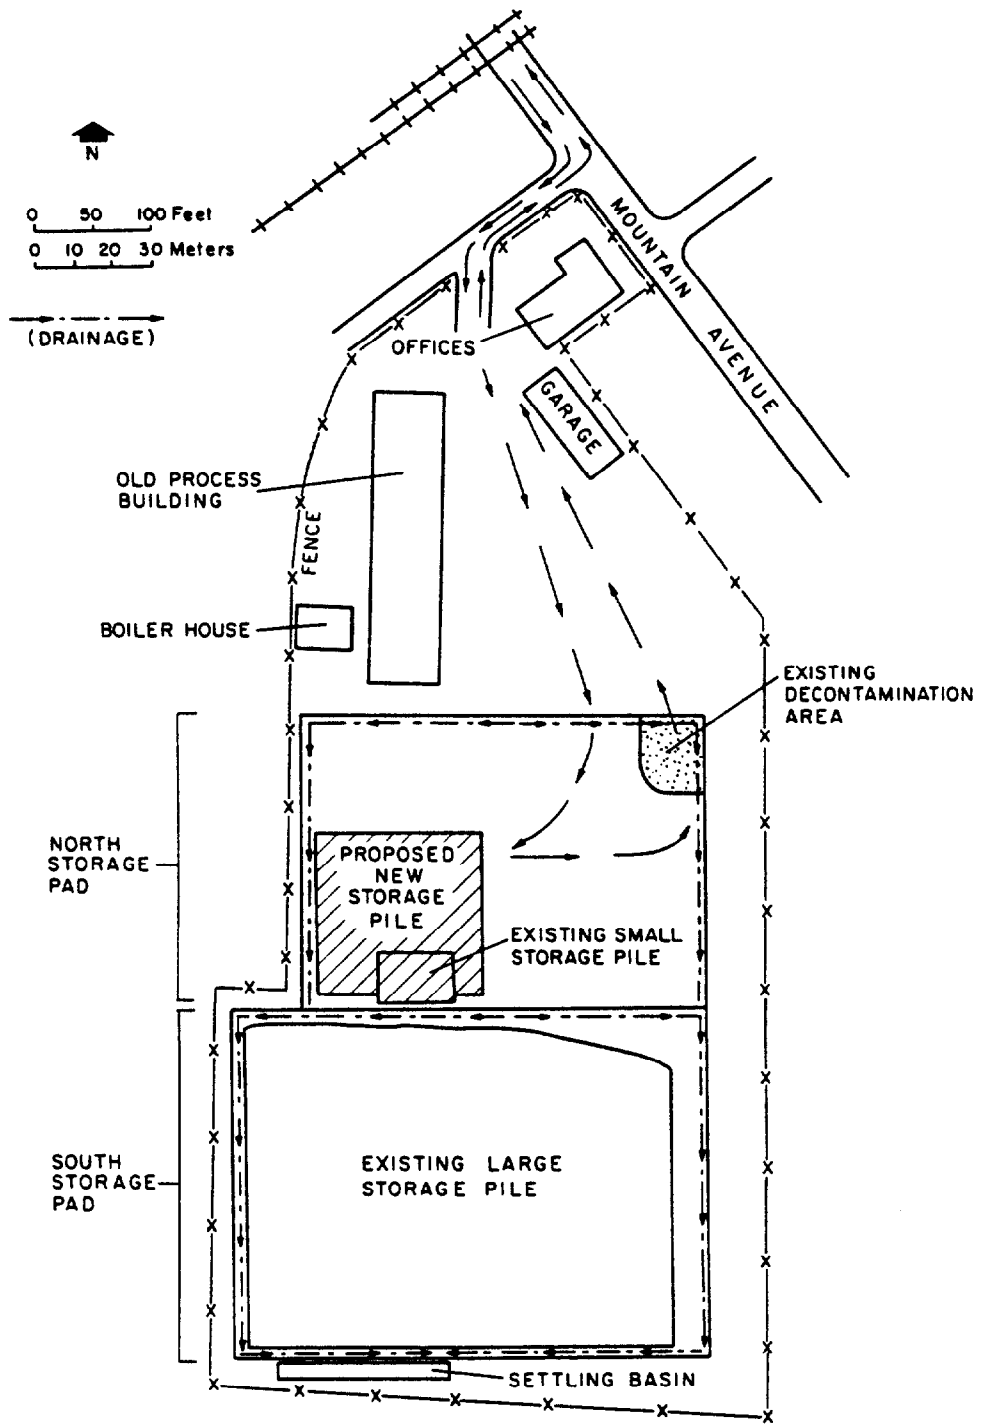 N
0 50 100 Feet
0 10 20 30 Meters
(DRAINAGE)
MOUNTAIN AVENUE
OFFICES
GARAGE
OLD PROCESS
BUILDING
FENCE
BOILER HOUSE
EXISTING
DECONTAMINATION
AREA
NORTH
STORAGE
PAD
PROPOSED
NEW
STORAGE
PILE
EXISTING SMALL
STORAGE PILE
SOUTH
STORAGE
PAD
EXISTING LARGE
STORAGE PILE
SETTLING BASIN